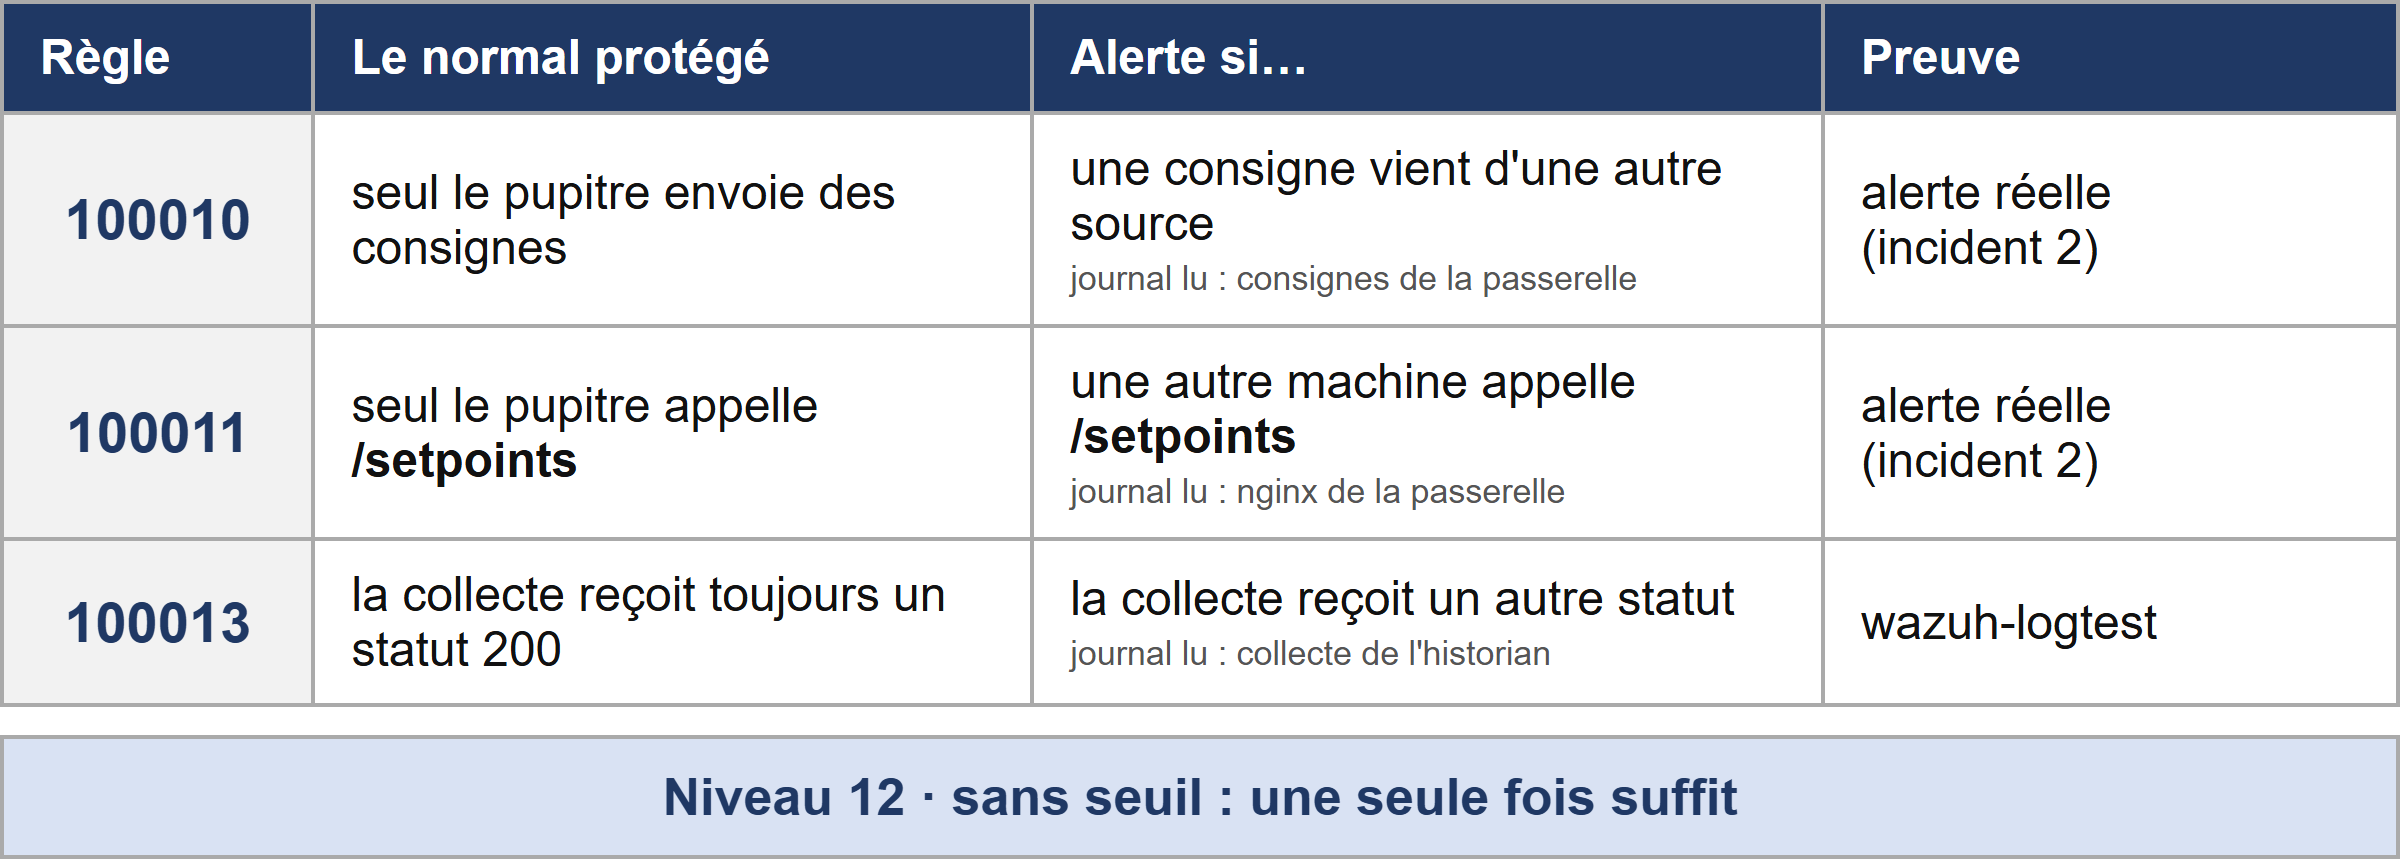 Règle
Le normal protégé
Alerte si…
Preuve
100010
seul le pupitre envoie des
consignes
une consigne vient d'une autre
source
journal lu : consignes de la passerelle
alerte réelle
(incident 2)
100011
seul le pupitre appelle
/setpoints
une autre machine appelle
/setpoints
journal lu : nginx de la passerelle
alerte réelle
(incident 2)
100013
la collecte reçoit toujours un
statut 200
la collecte reçoit un autre statut
journal lu : collecte de l'historian
wazuh-logtest
Niveau 12 · sans seuil : une seule fois suffit